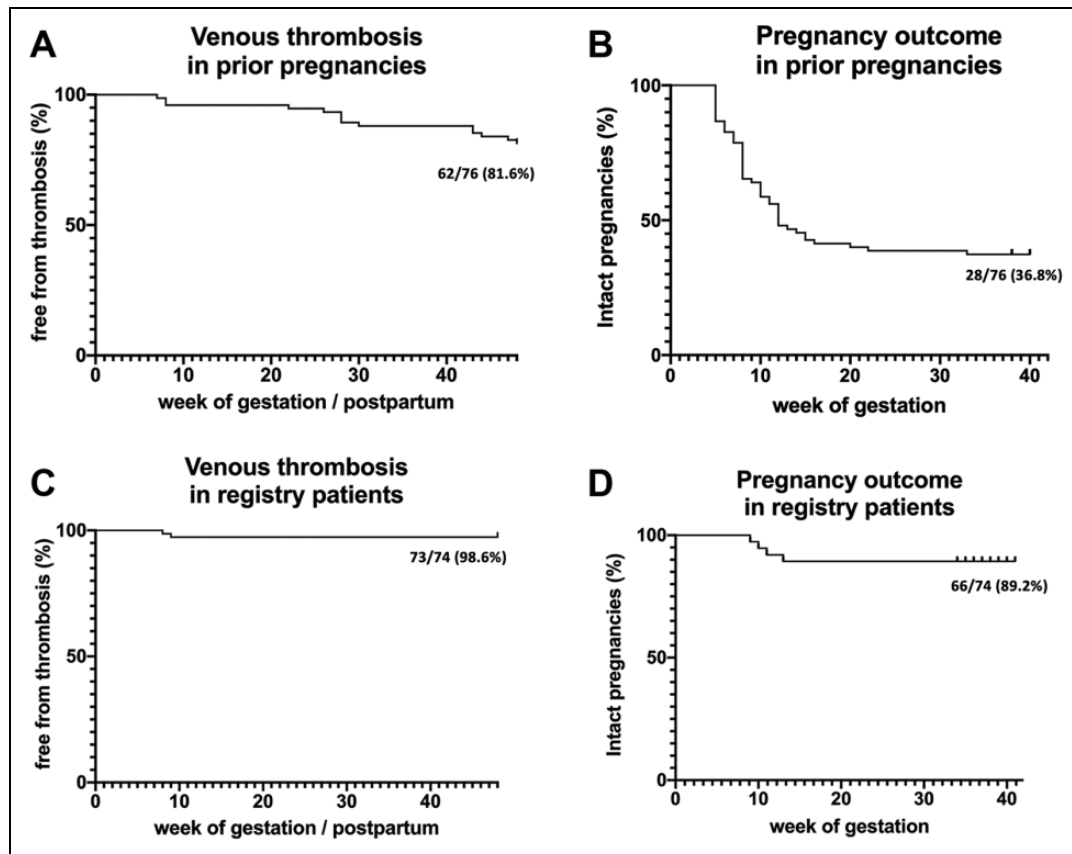 A
Venous thrombosis
in prior pregnancies
free from thrombosis (%)
100
50
0
62/76 (81.6%)
0 10 20 30 40
week of gestation / postpartum
B
Pregnancy outcome
in prior pregnancies
Intact pregnancies (%)
100
50
0
28/76 (36.8%)
0 10 20 30 40
week of gestation
C
Venous thrombosis
in registry patients
free from thrombosis (%)
100
50
0
73/74 (98.6%)
0 10 20 30 40
week of gestation / postpartum
D
Pregnancy outcome
in registry patients
Intact pregnancies (%)
100
50
0
66/74 (89.2%)
0 10 20 30 40
week of gestation